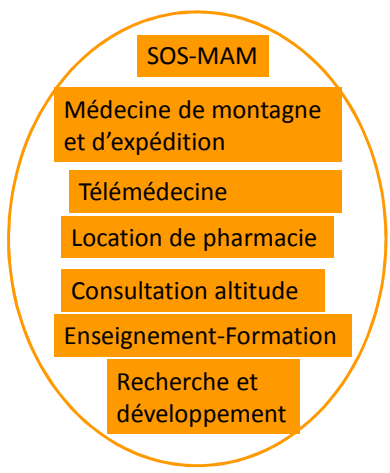 SOS-MAM
Médecine de montagne
et d'expédition
Télémédecine
Location de pharmacie
Consultation altitude
Enseignement-Formation
Recherche et
développement